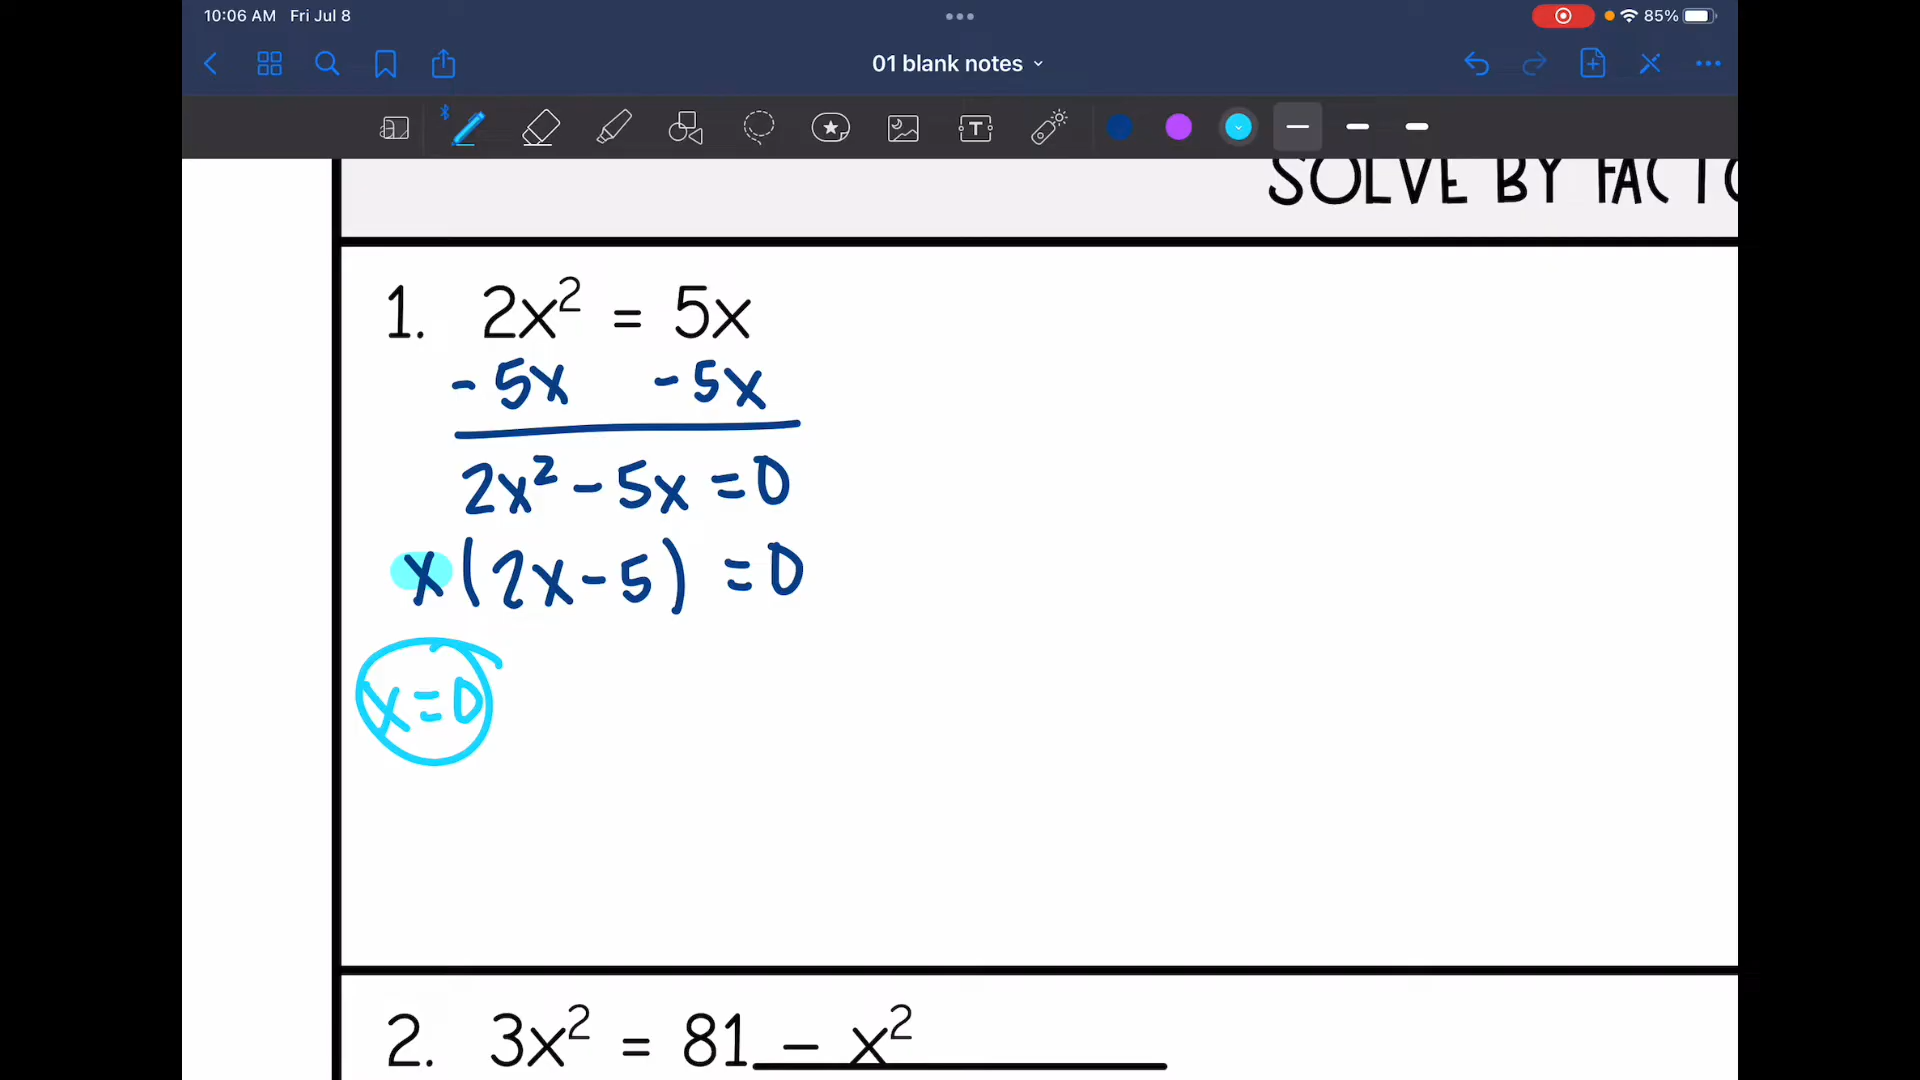 10:06 AM Fri Jul 8
85%
01 blank notes
T
SOLVE BY FACTO
1. 2x² = 5x
-5x -5x
2x² - 5x = 0
x(2x - 5) = 0
x = 0
2. 3x² = 81 - x²